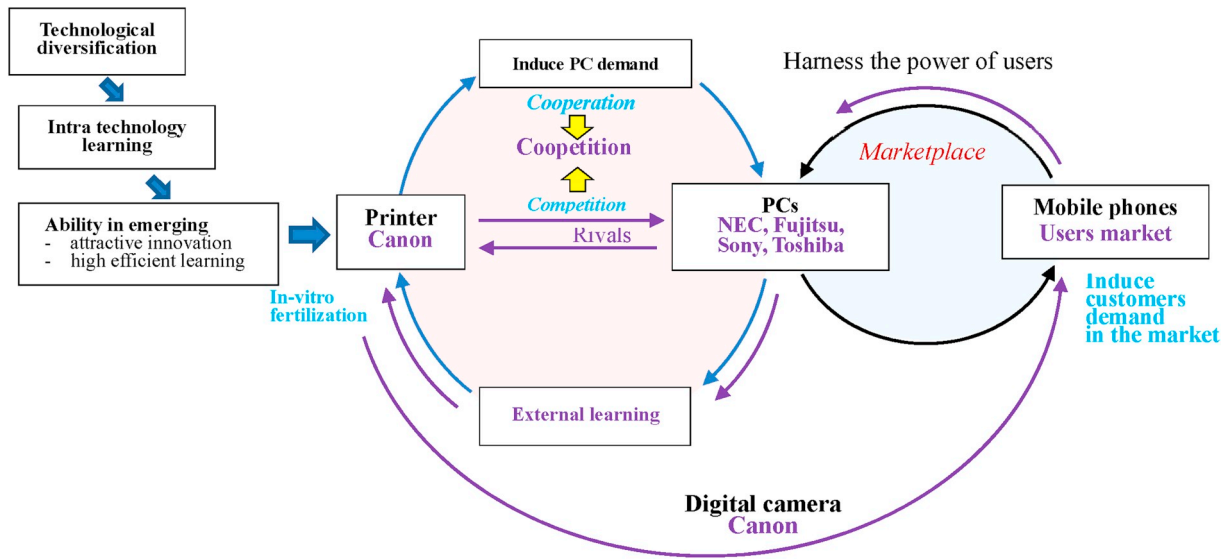 Technological
diversification
Intra technology
learning
Ability in emerging
- attractive innovation
- high efficient learning
In-vitro
fertilization
Printer
Canon
Induce PC demand
Cooperation
Coopetition
Competition
Rivals
External learning
PCs
NEC, Fujitsu,
Sony, Toshiba
Harness the power of users
Marketplace
Mobile phones
Users market
Induce
customers
demand
in the market
Digital camera
Canon